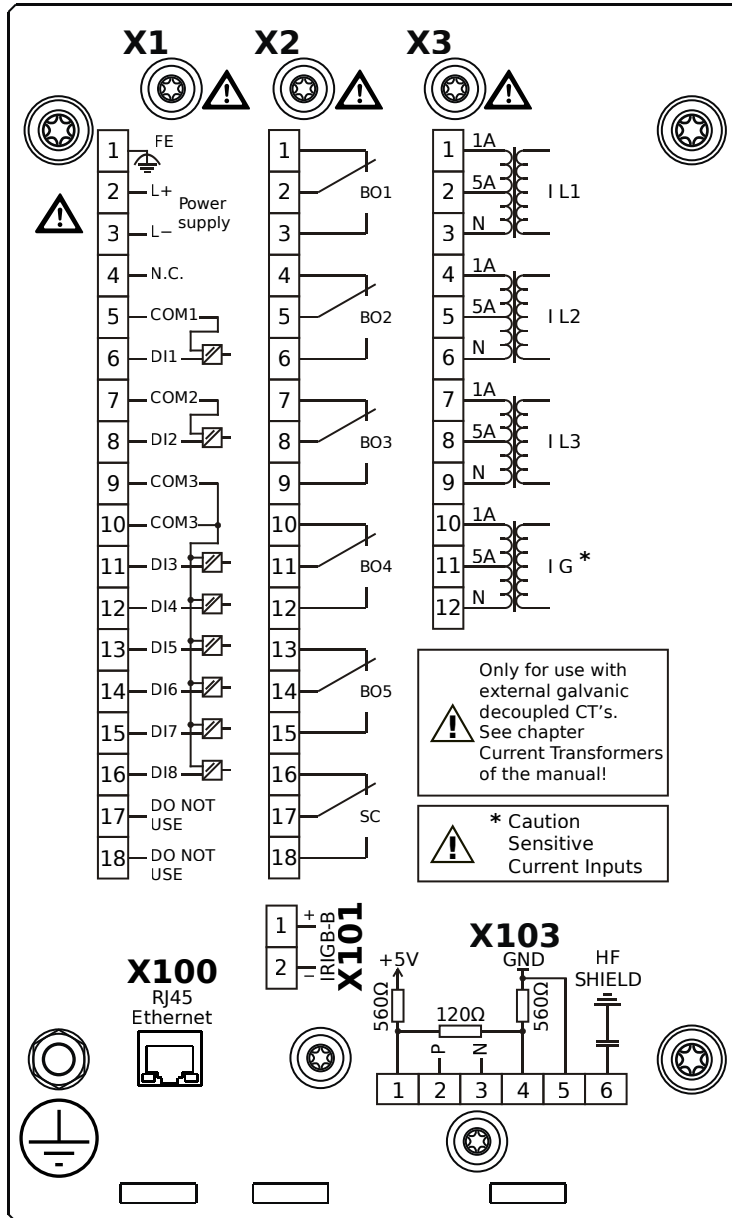 X1
X2
X3
1 FE
2 L+ Power
3 L− supply
4 N.C.
5 COM1
6 DI1
7 COM2
8 DI2
9 COM3
10 COM3
11 DI3
12 DI4
13 DI5
14 DI6
15 DI7
16 DI8
17 DO NOT
USE
18 DO NOT
USE
1
2 BO1
3
4
5 BO2
6
7
8 BO3
9
10
11 BO4
12
13
14 BO5
15
16
17 SC
18
1 1A
2 5A I L1
3 N
4 1A
5 5A I L2
6 N
7 1A
8 5A I L3
9 N
10 1A
11 5A I G *
12 N
Only for use with
external galvanic
decoupled CT's.
See chapter
Current Transformers
of the manual!
* Caution
Sensitive
Current Inputs
X100
RJ45
Ethernet
1 +
2 −
IRIGB-B
X101
X103
+5V
GND
HF
SHIELD
560Ω
120Ω
560Ω
P
N
1 2 3 4 5 6